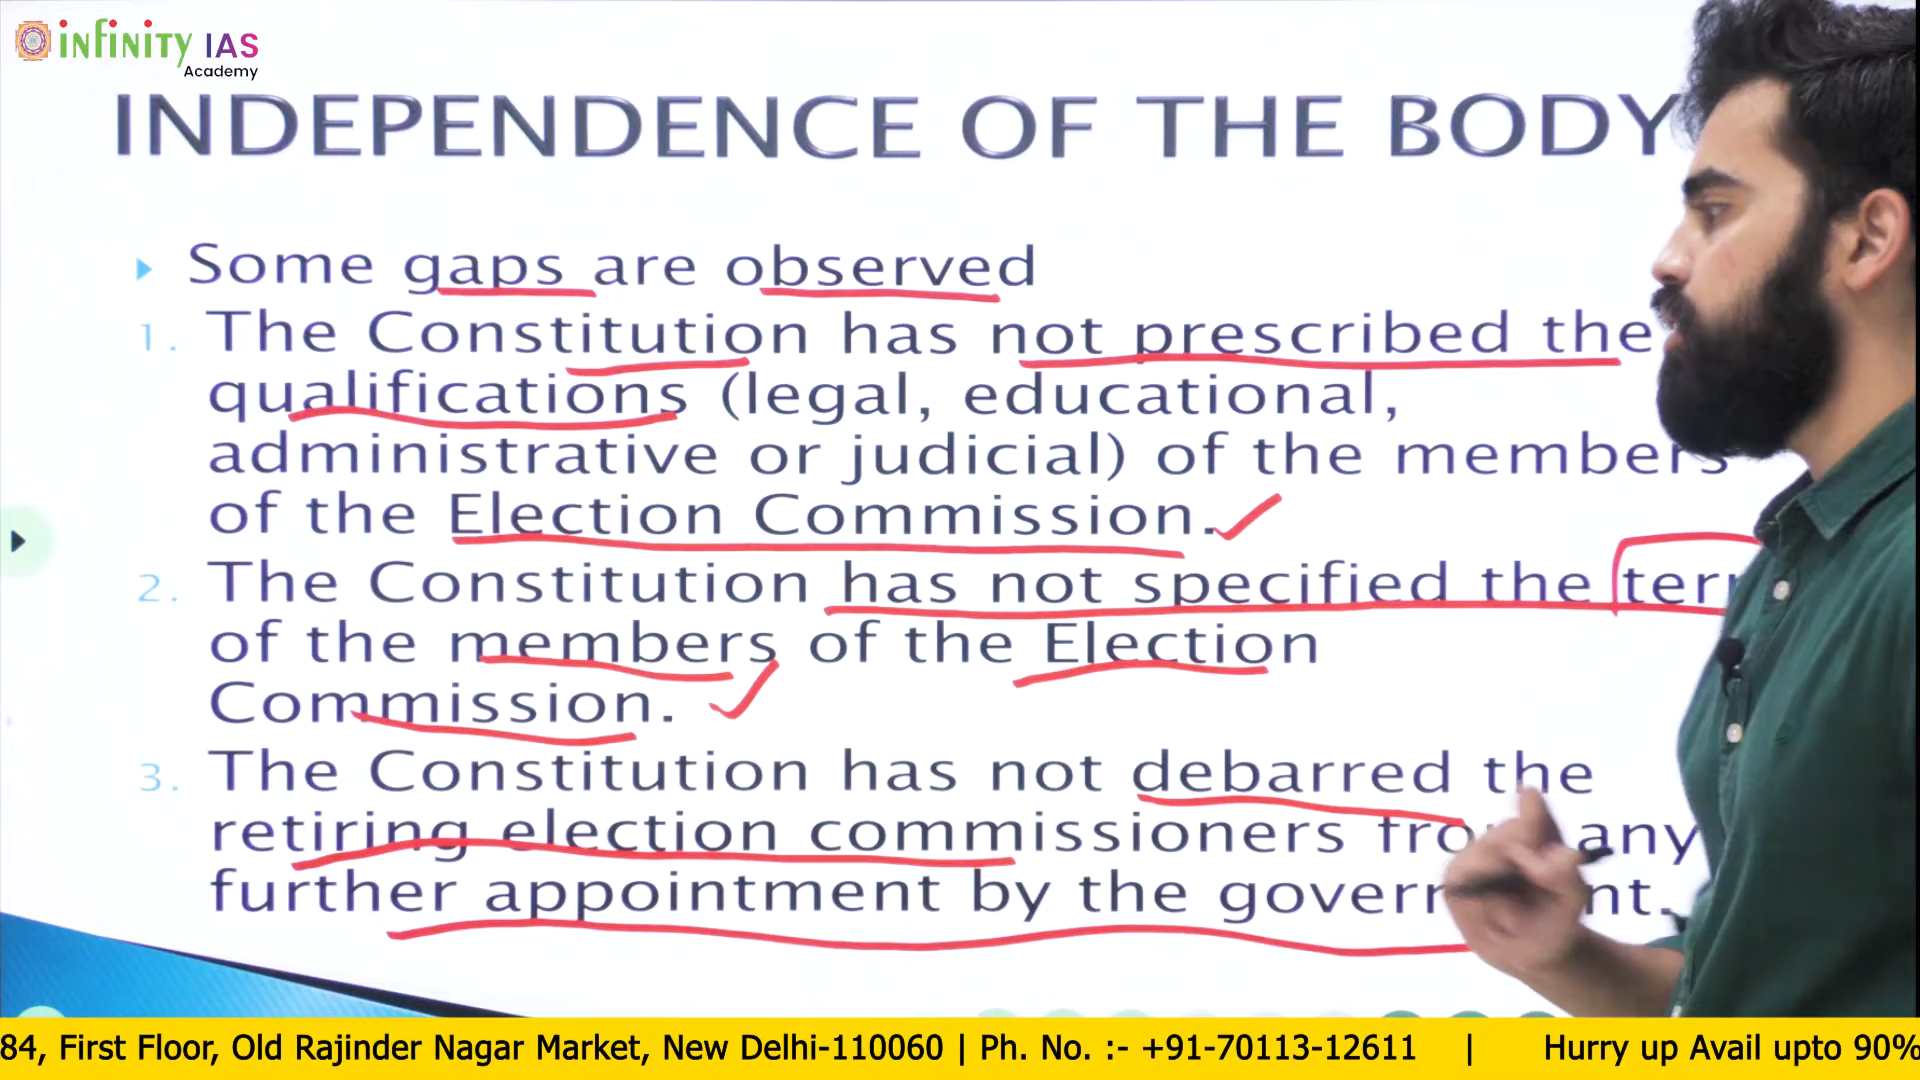 infinity IAS
Academy
INDEPENDENCE OF THE BODY
Some gaps are observed
1. The Constitution has not prescribed the
qualifications (legal, educational,
administrative or judicial) of the members
of the Election Commission.
2. The Constitution has not specified the
of the members of the Election
Commission.
3. The Constitution has not debarred the
retiring election commissioners any
further appointment by the
84, First Floor, Old Rajinder Nagar Market, New Delhi-110060 | Ph. No. :- +91-70113-12611 | Hurry up Avail upto 90%